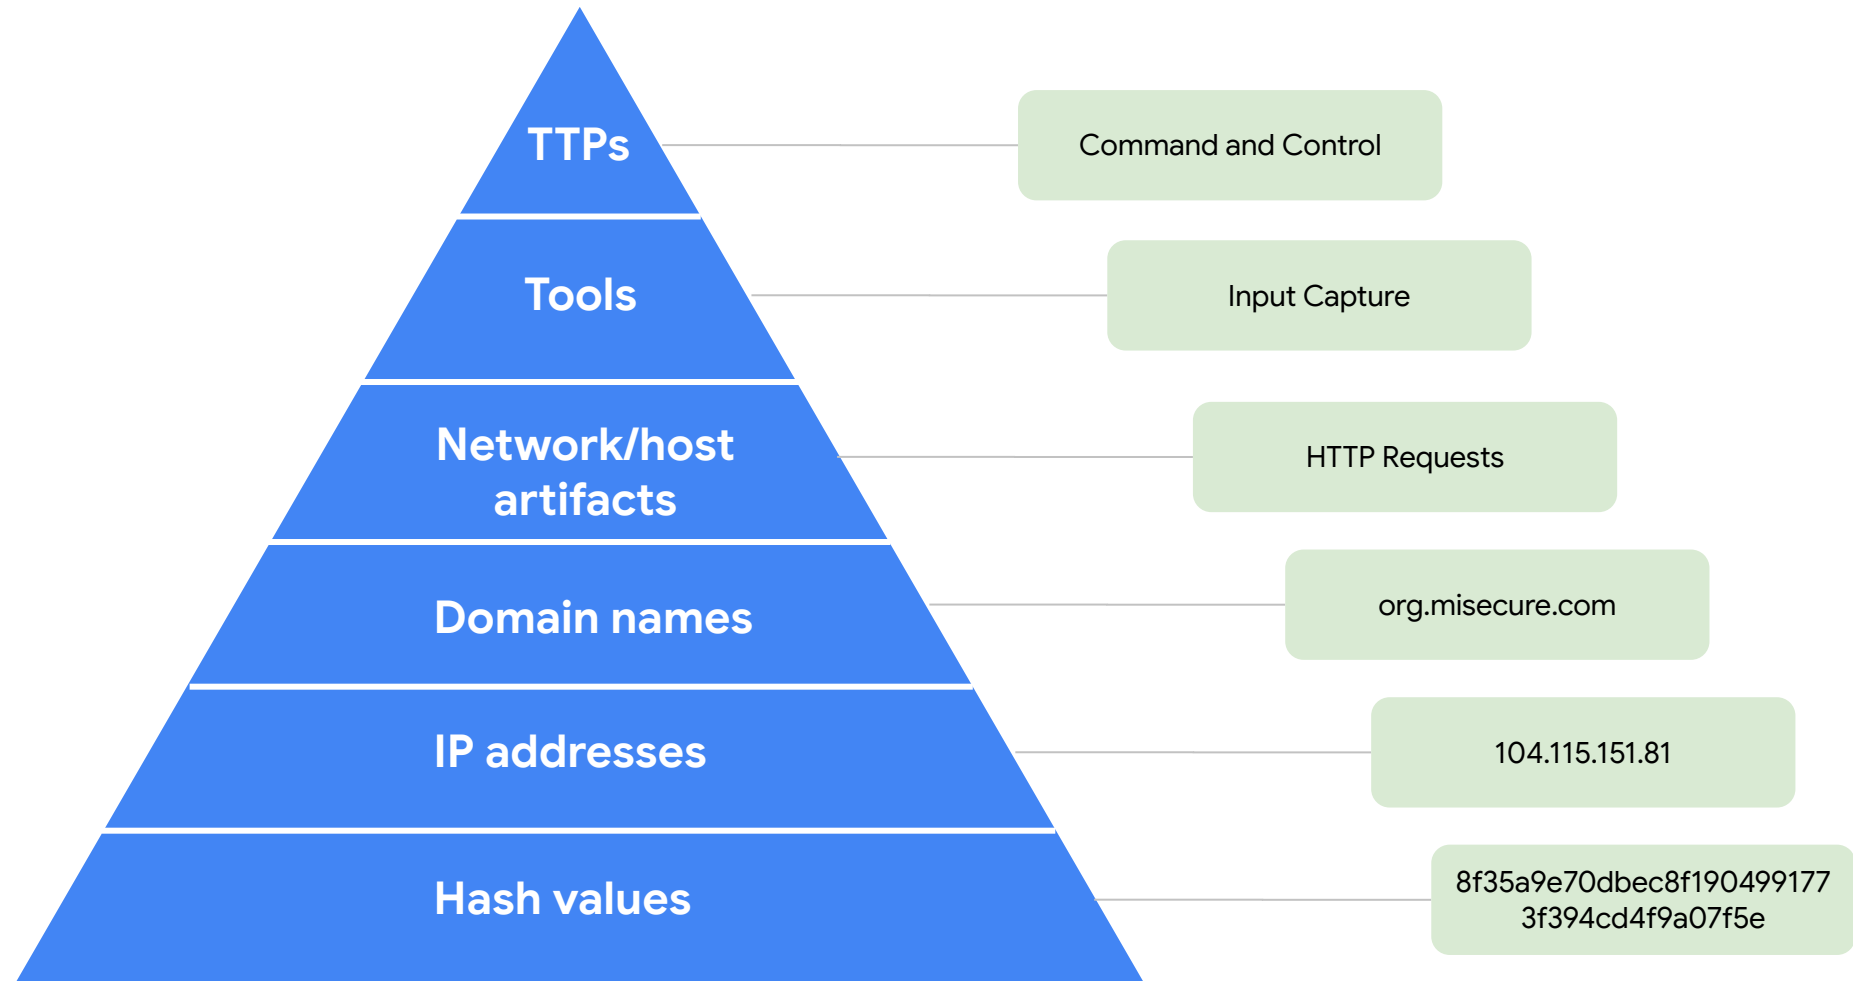 TTPs
Command and Control
Tools
Input Capture
Network/host
artifacts
HTTP Requests
Domain names
org.misecure.com
IP addresses
104.115.151.81
Hash values
8f35a9e70dbec8f190499177
3f394cd4f9a07f5e